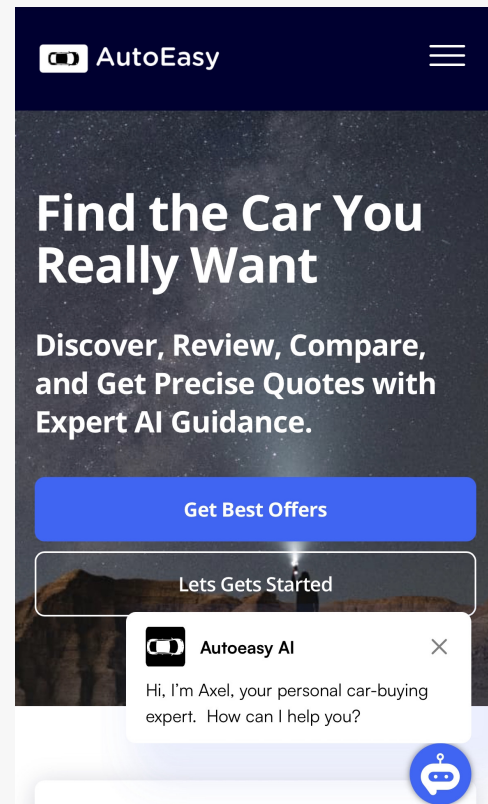 AutoEasy
Find the Car You
Really Want
Discover, Review, Compare,
and Get Precise Quotes with
Expert AI Guidance.
Get Best Offers
Lets Gets Started
Autoeasy AI
Hi, I'm Axel, your personal car-buying
expert. How can I help you?